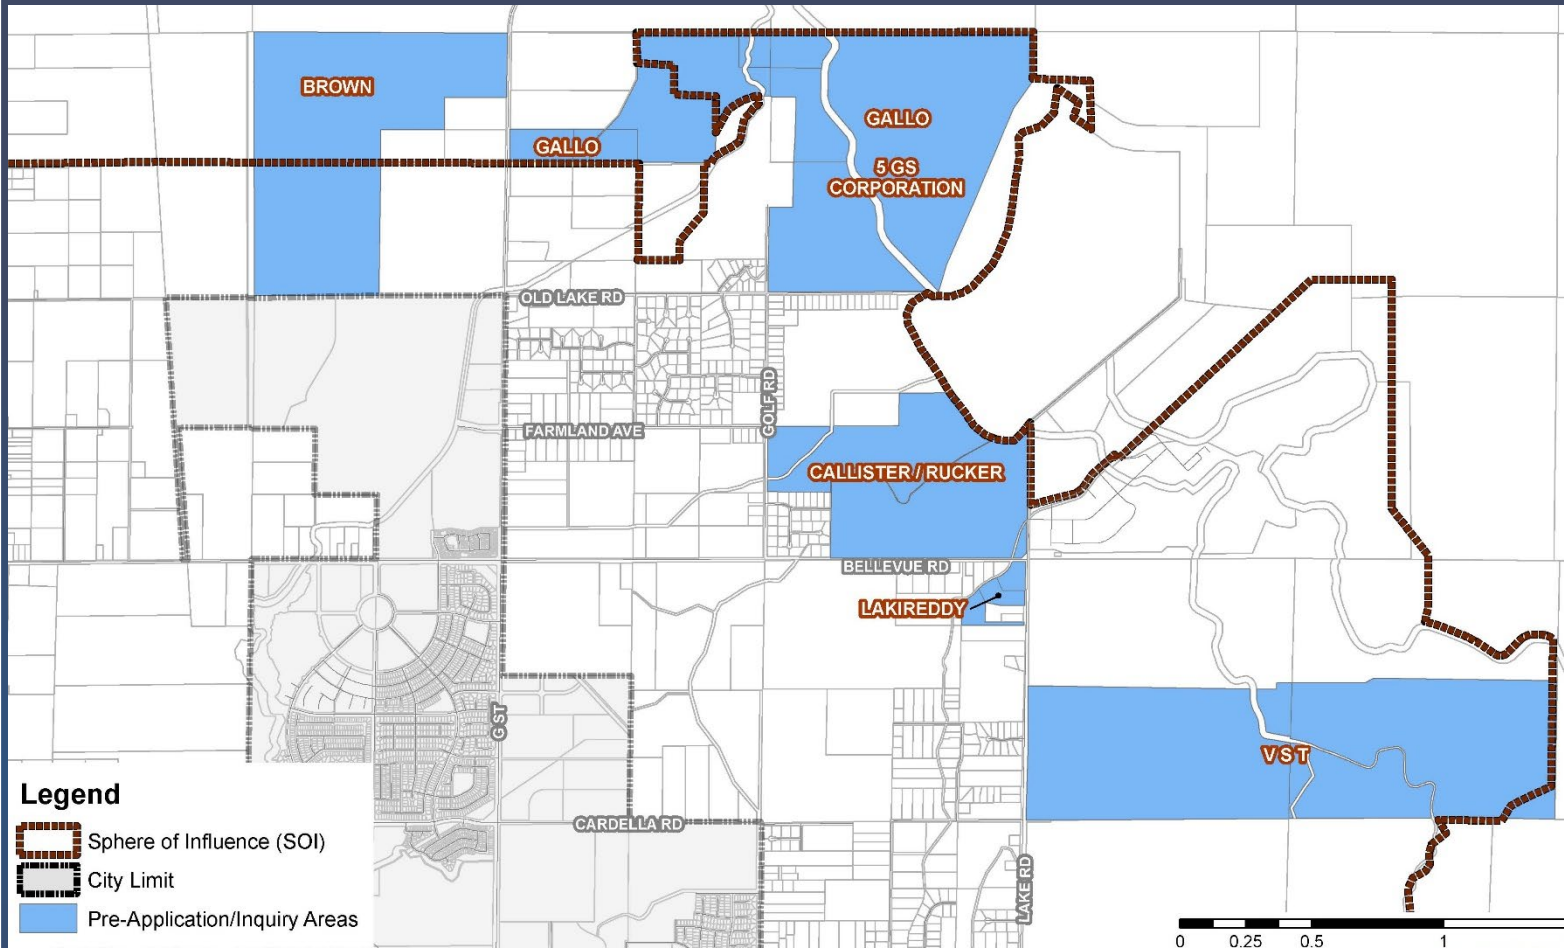 BROWN
GALLO
GALLO
5 GS
CORPORATION
OLD LAKE RD
GOLF RD
FARMLAND AVE
CALLISTER / RUCKER
BELLEVUE RD
LAKIREDDY
G ST
V S T
CARDELLA RD
LAKE RD
Legend
Sphere of Influence (SOI)
City Limit
Pre-Application/Inquiry Areas
0 0.25 0.5 1